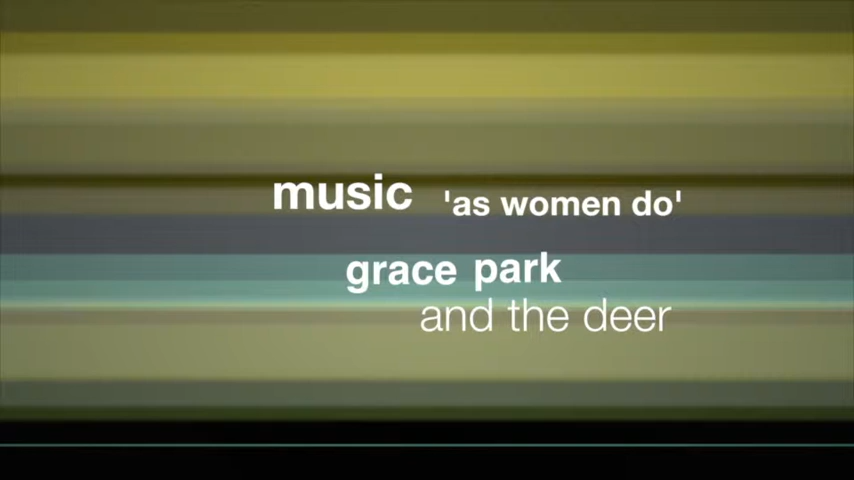 music 'as women do'
grace park
and the deer